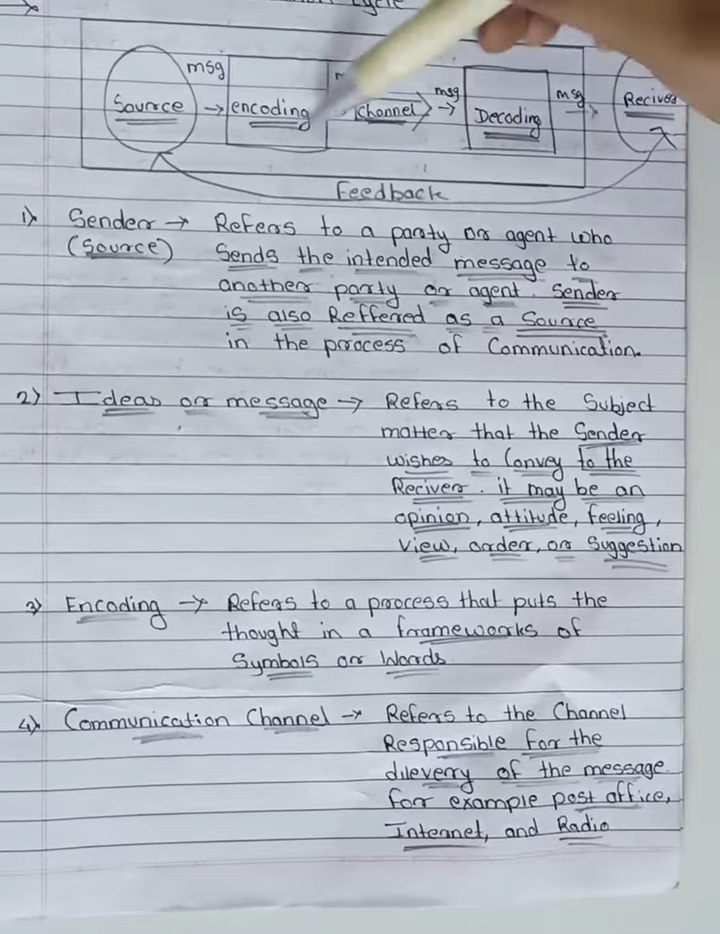 Cycle
msg
msg
msg
Source → encoding
Channel → Decoding
Reciver
Feedback
1) Sender → Refers to a party or agent who
(Source) Sends the intended message to
another party or agent. Sender
is also Reffered as a Source
in the process of Communication.
2) Ideas or message → Refers to the Subject
matter that the Sender
wishes to Convey to the
Reciver. it may be an
opinion, attitude, feeling,
view, order, or Suggestion
3) Encoding → Refers to a process that puts the
thought in a frameworks of
Symbols or Words.
4) Communication Channel → Refers to the Channel
Responsible for the
dilevery of the message.
for example post office,
Internet, and Radio